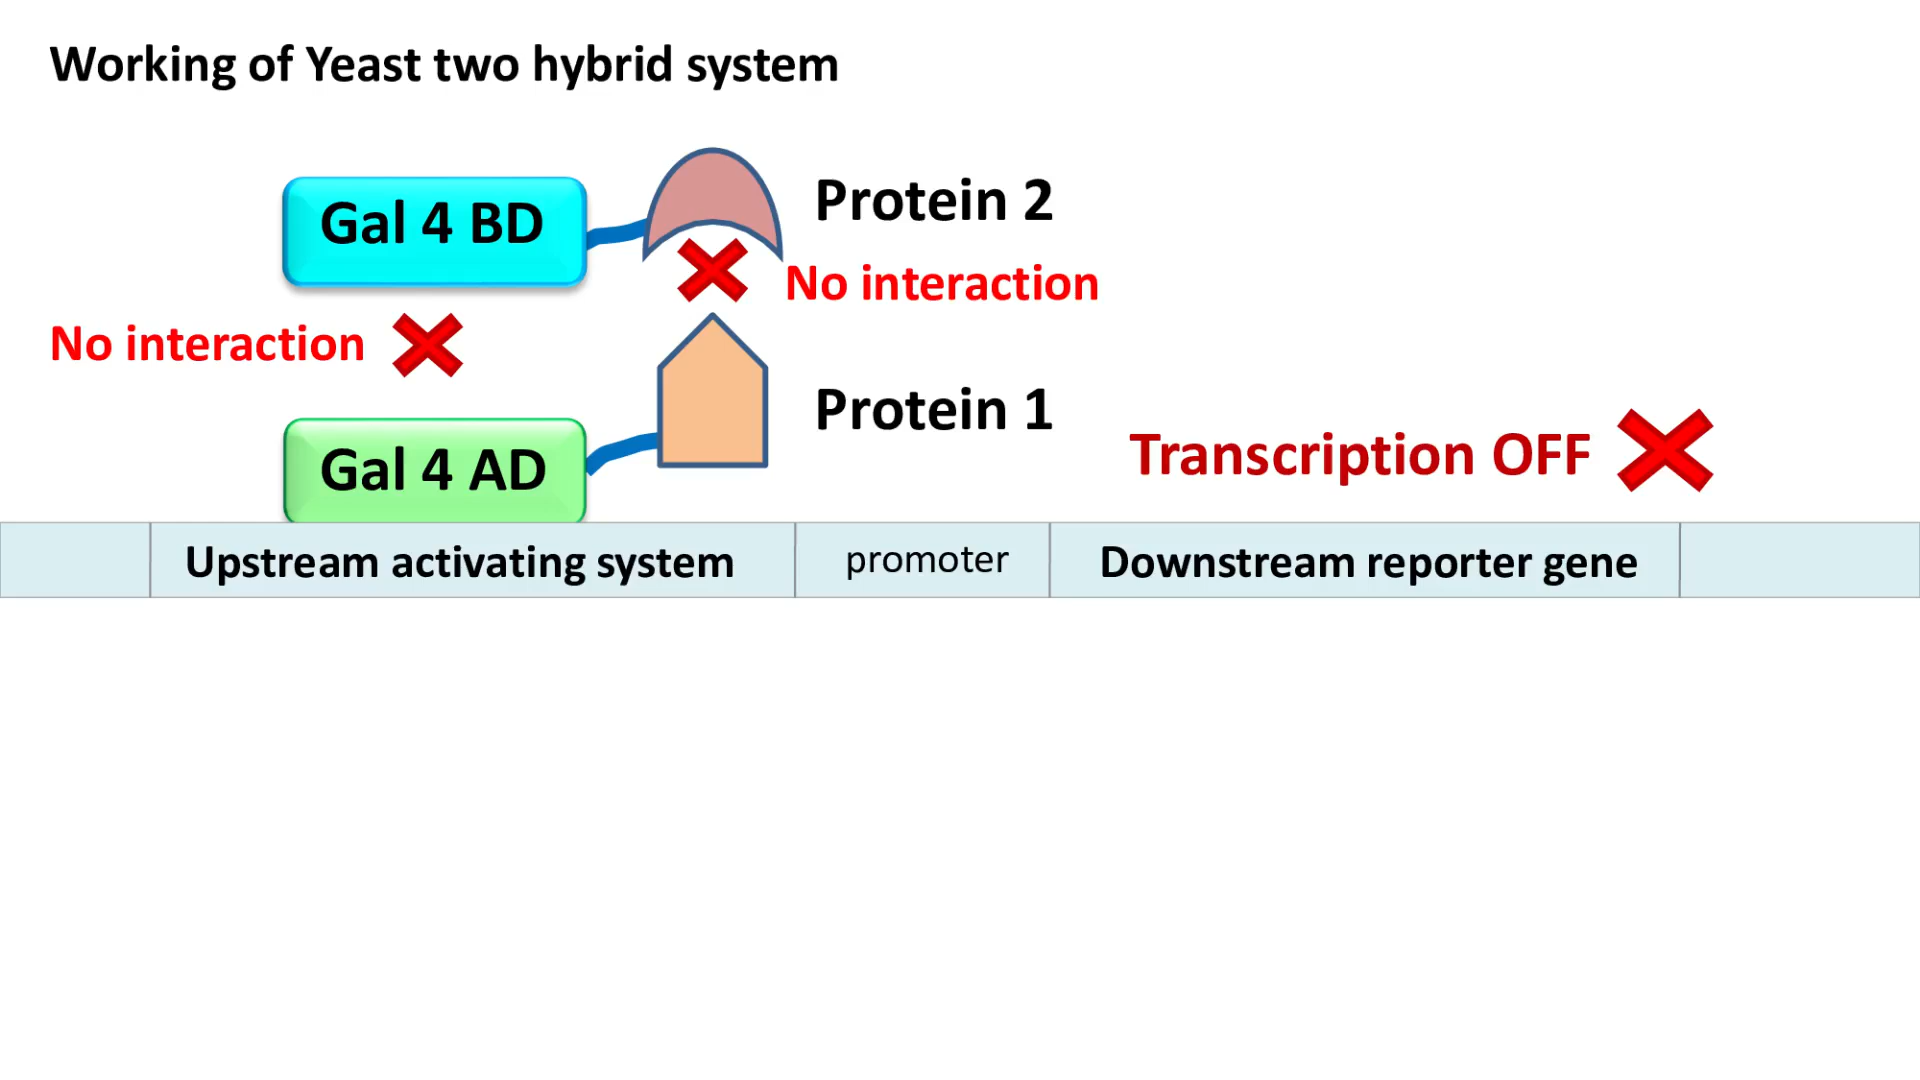 Working of Yeast two hybrid system
Gal 4 BD
Protein 2
No interaction
No interaction
Protein 1
Gal 4 AD
Transcription OFF
Upstream activating system
promoter
Downstream reporter gene